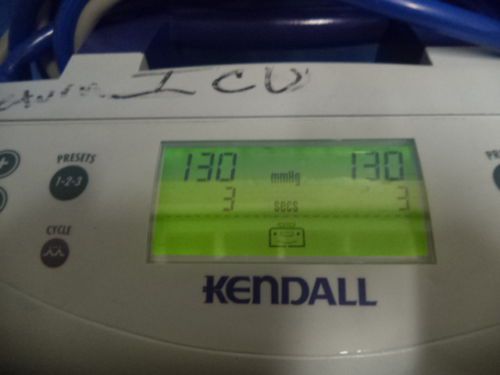 ICU
PRESETS
1-2-3
130 mmHg 130
3 secs 3
CYCLE
KENDALL